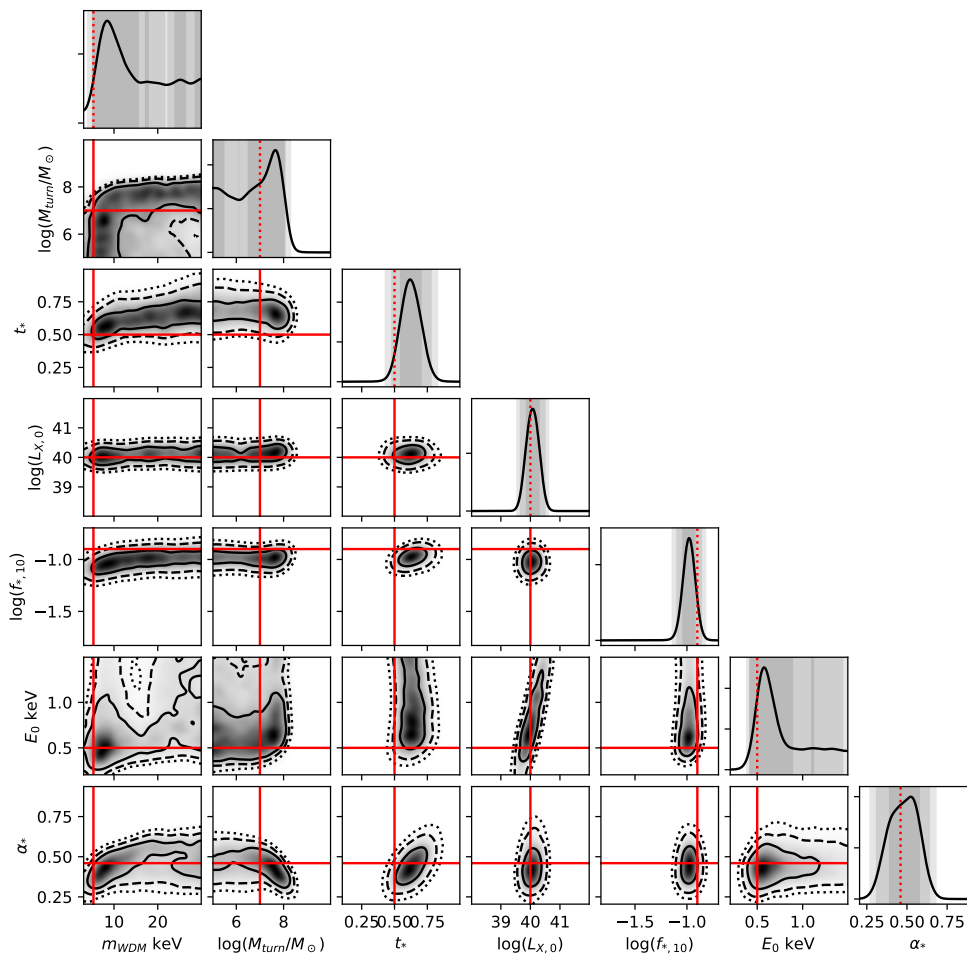 log(M_turn/M_⊙)
8
6
t_*
0.75
0.50
0.25
log(L_X,0)
41
40
39
log(f_*,10)
−1.0
−1.5
E_0 keV
1.0
0.5
α_*
0.75
0.50
0.25
10 20
6 8
0.25 0.50 0.75
39 40 41
−1.5 −1.0
0.5 1.0
0.25 0.50 0.75
m_WDM keV
log(M_turn/M_⊙)
t_*
log(L_X,0)
log(f_*,10)
E_0 keV
α_*